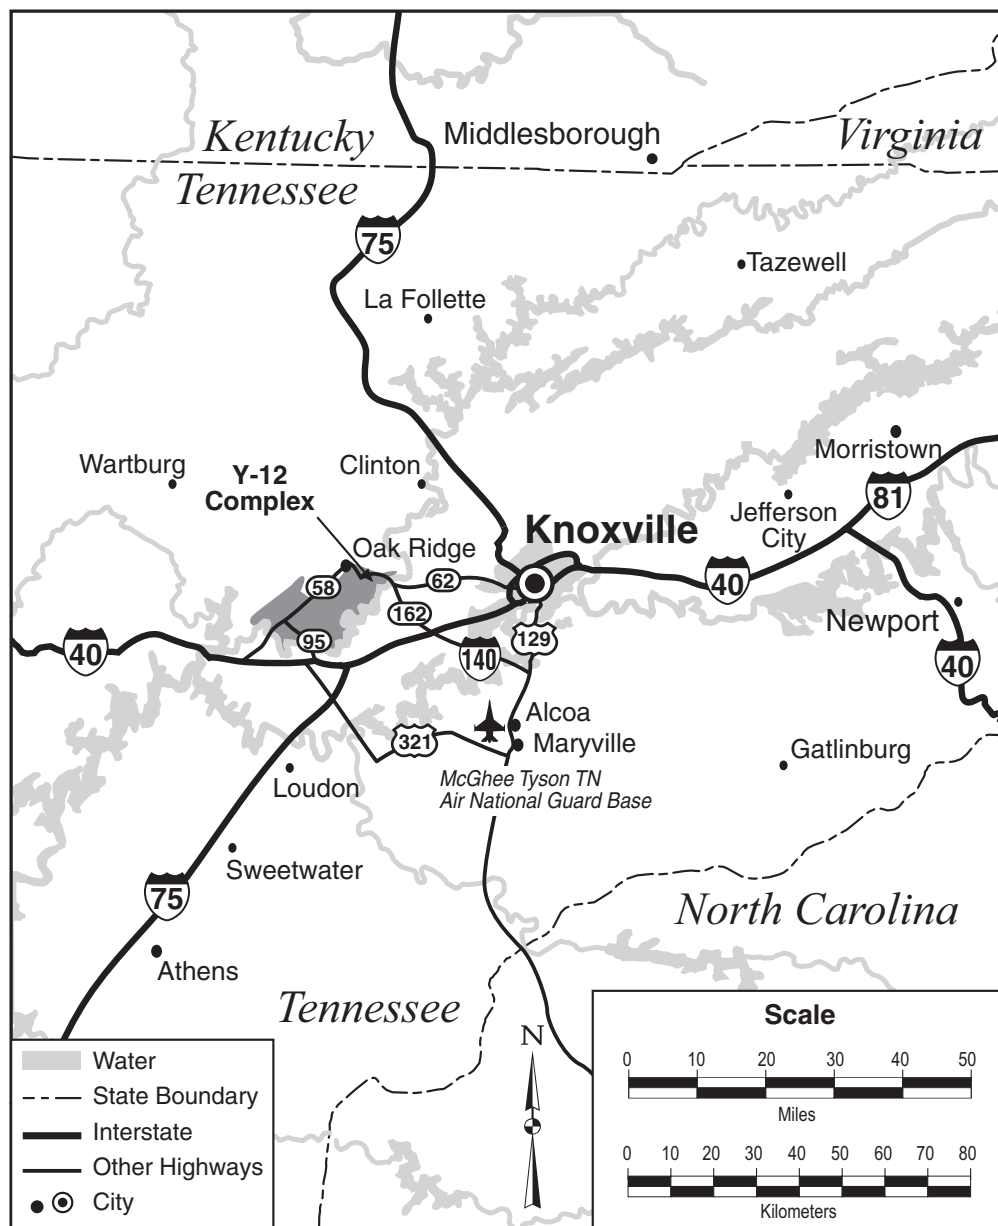 Kentucky
Middlesborough
Virginia
Tennessee
75
Tazewell
La Follette
Morristown
Wartburg
Y-12
Complex
Clinton
81
Jefferson
City
Knoxville
Oak Ridge
58
62
40
162
Newport
95
129
40
140
40
Alcoa
321
Maryville
Gatlinburg
McGhee Tyson TN
Air National Guard Base
Loudon
Sweetwater
75
North Carolina
Athens
Tennessee
N
Scale
0 10 20 30 40 50
Miles
0 10 20 30 40 50 60 70 80
Kilometers
Water
State Boundary
Interstate
Other Highways
City